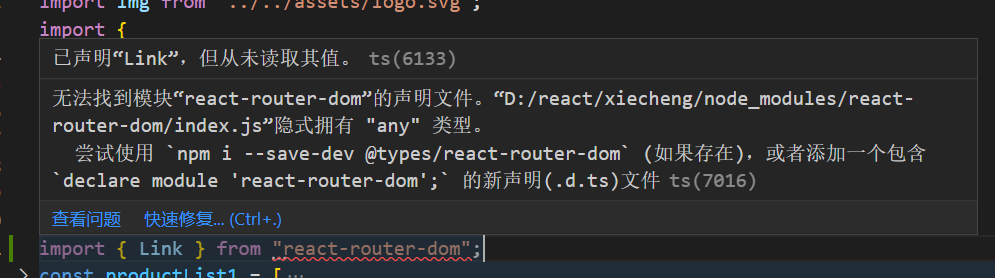 import img from "../../assets/logo.svg";
import {
已声明“Link”，但从未读取其值。 ts(6133)
无法找到模块“react-router-dom”的声明文件。“D:/react/xiecheng/node_modules/react-
router-dom/index.js”隐式拥有 "any" 类型。
尝试使用 `npm i --save-dev @types/react-router-dom` (如果存在)，或者添加一个包含
`declare module 'react-router-dom';` 的新声明(.d.ts)文件 ts(7016)
查看问题 快速修复... (Ctrl+.)
import { Link } from "react-router-dom";
const productList1 = [...